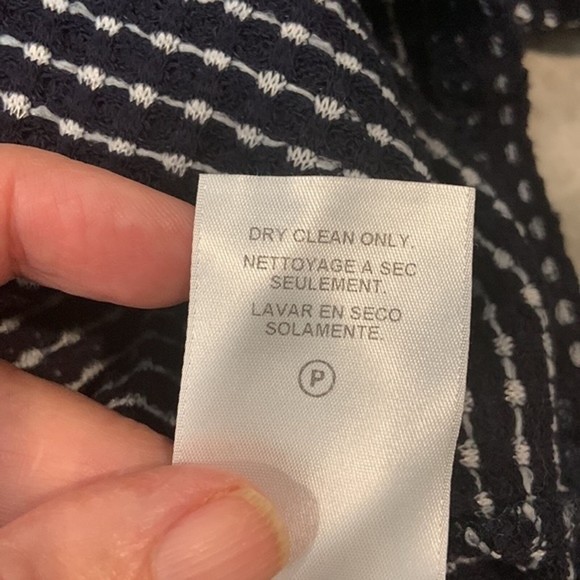 DRY CLEAN ONLY.
NETTOYAGE A SEC
SEULEMENT.
LAVAR EN SECO
SOLAMENTE.
P